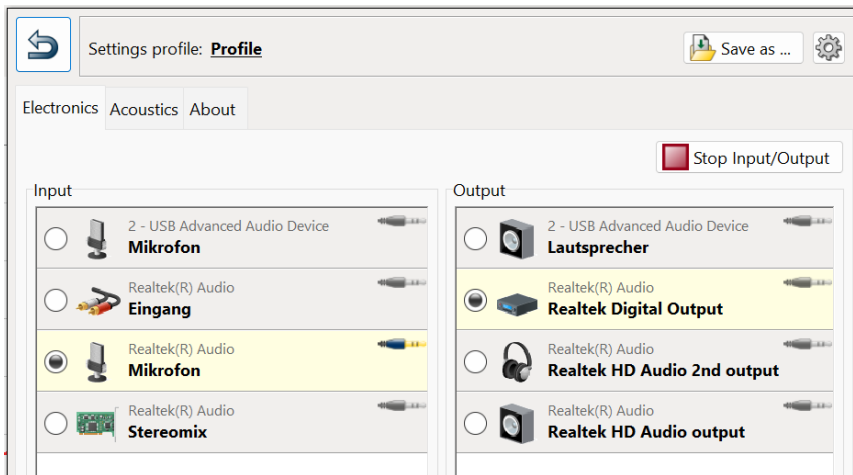 Settings profile: Profile
Save as ...
Electronics Acoustics About
Stop Input/Output
Input
2 - USB Advanced Audio Device
Mikrofon
Realtek(R) Audio
Eingang
Realtek(R) Audio
Mikrofon
Realtek(R) Audio
Stereomix
Output
2 - USB Advanced Audio Device
Lautsprecher
Realtek(R) Audio
Realtek Digital Output
Realtek(R) Audio
Realtek HD Audio 2nd output
Realtek(R) Audio
Realtek HD Audio output